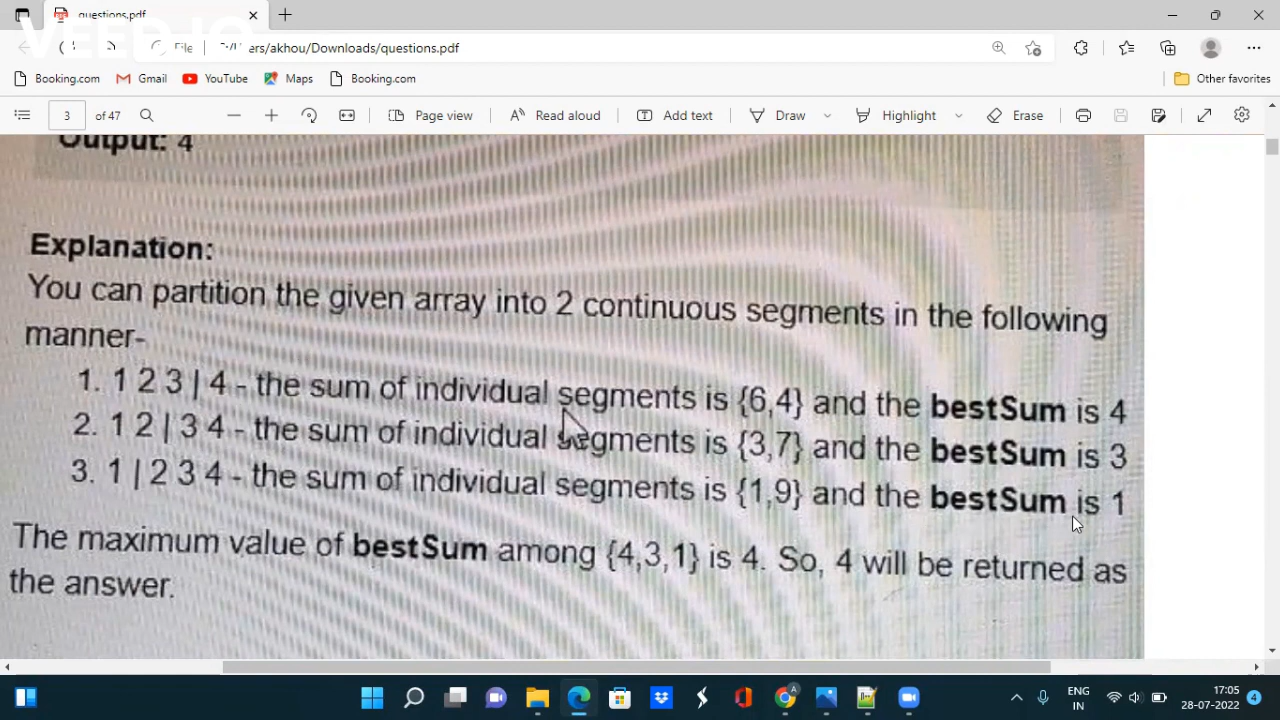 questions.pdf
VEED.IO
File
/Users/akhou/Downloads/questions.pdf
Booking.com Gmail YouTube Maps Booking.com Other favorites
3 of 47 Page view Read aloud Add text Draw Highlight Erase
Output: 4
Explanation:
You can partition the given array into 2 continuous segments in the following
manner-
1. 1 2 3 | 4 - the sum of individual segments is {6,4} and the bestSum is 4
2. 1 2 | 3 4 - the sum of individual segments is {3,7} and the bestSum is 3
3. 1 | 2 3 4 - the sum of individual segments is {1,9} and the bestSum is 1
The maximum value of bestSum among {4,3,1} is 4. So, 4 will be returned as
the answer.
ENG
IN
17:05
28-07-2022
4